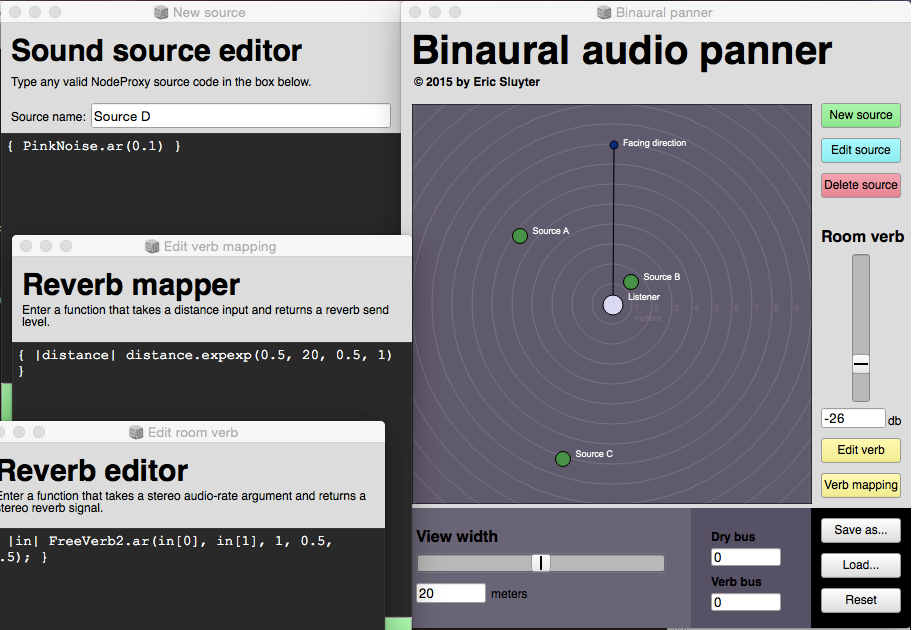 New source
Sound source editor
Type any valid NodeProxy source code in the box below.
Source name: Source D
{ PinkNoise.ar(0.1) }
Edit verb mapping
Reverb mapper
Enter a function that takes a distance input and returns a reverb send
level.
{ |distance| distance.expexp(0.5, 20, 0.5, 1)
}
Edit room verb
Reverb editor
Enter a function that takes a stereo audio-rate argument and returns a
stereo reverb signal.
|in| FreeVerb2.ar(in[0], in[1], 1, 0.5,
.5); }
Binaural panner
Binaural audio panner
© 2015 by Eric Sluyter
Facing direction
Source A
Source B
Listener
1 2 3 4 5 6 7 8 9
meters
Source C
New source
Edit source
Delete source
Room verb
-26 db
Edit verb
Verb mapping
View width
20 meters
Dry bus
0
Verb bus
0
Save as...
Load...
Reset